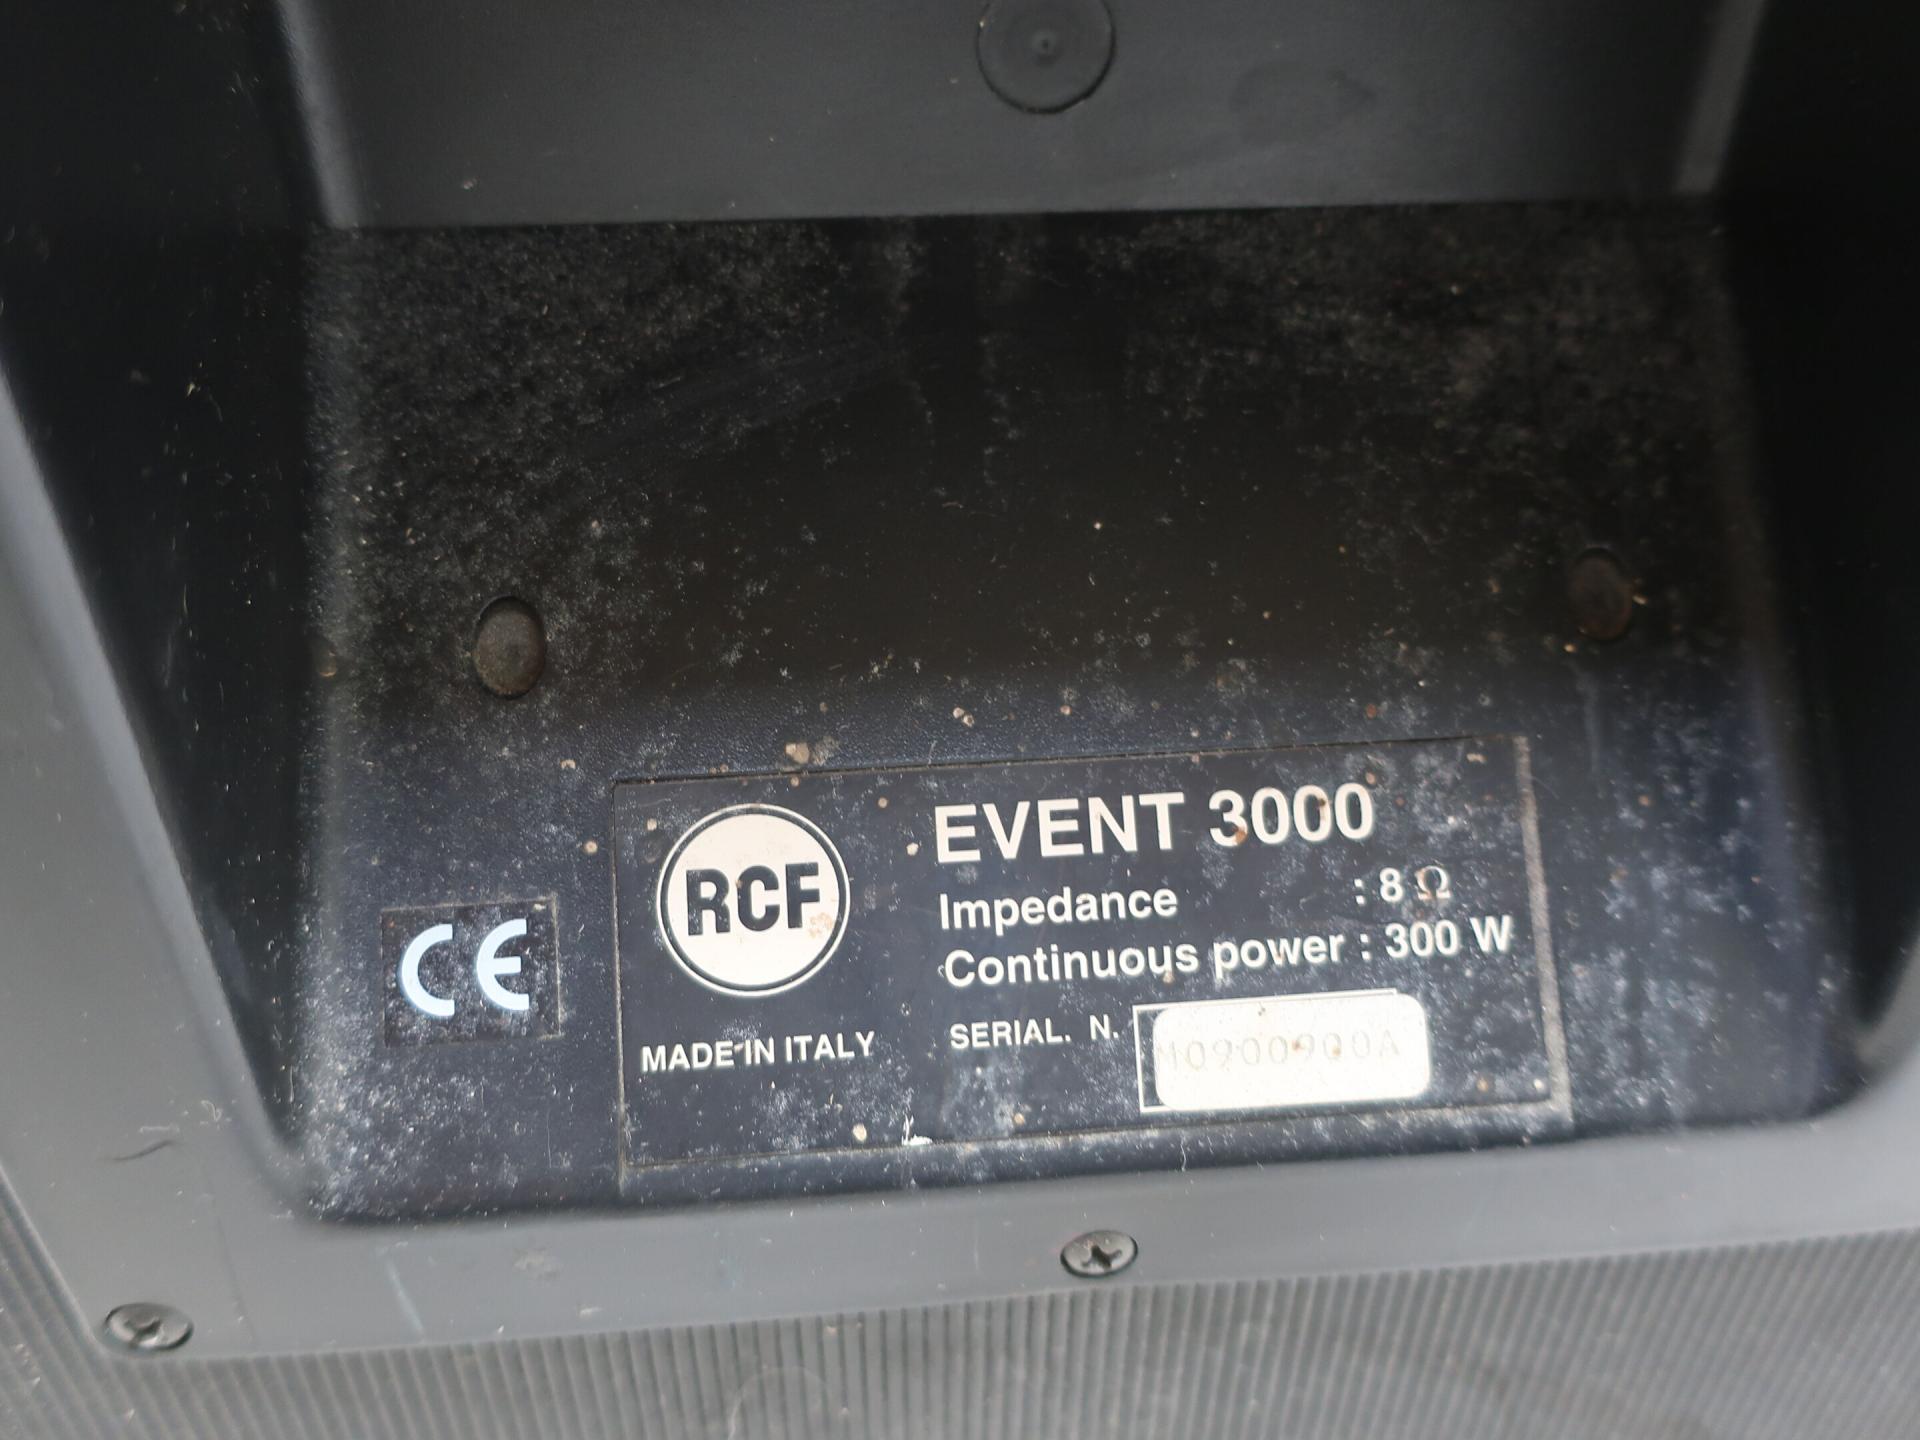 RCF
EVENT 3000
Impedance : 8 Ω
Continuous power : 300 W
CE
MADE IN ITALY
SERIAL. N.